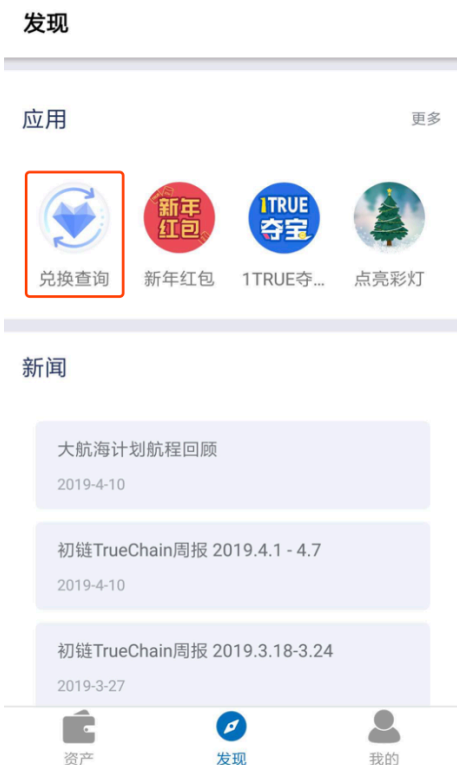 发现
应用
更多
新年
红包
1TRUE
夺宝
兑换查询
新年红包
1TRUE夺...
点亮彩灯
新闻
大航海计划航程回顾
2019-4-10
初链TrueChain周报 2019.4.1 - 4.7
2019-4-10
初链TrueChain周报 2019.3.18-3.24
2019-3-27
资产
发现
我的